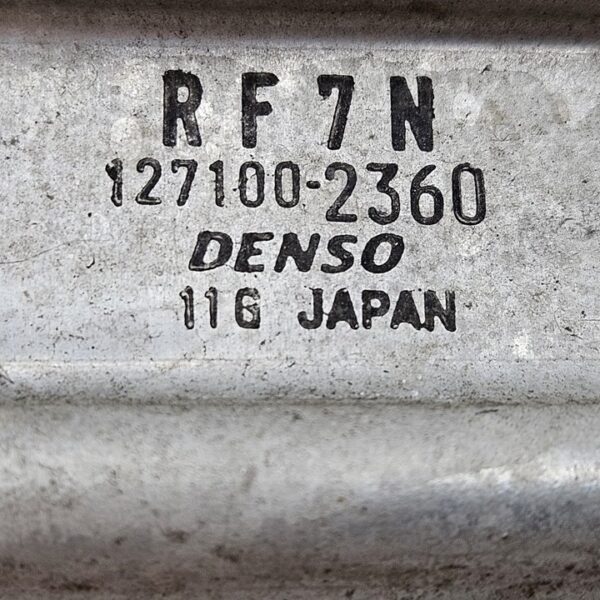 RF7N
127100-2360
DENSO
11G JAPAN